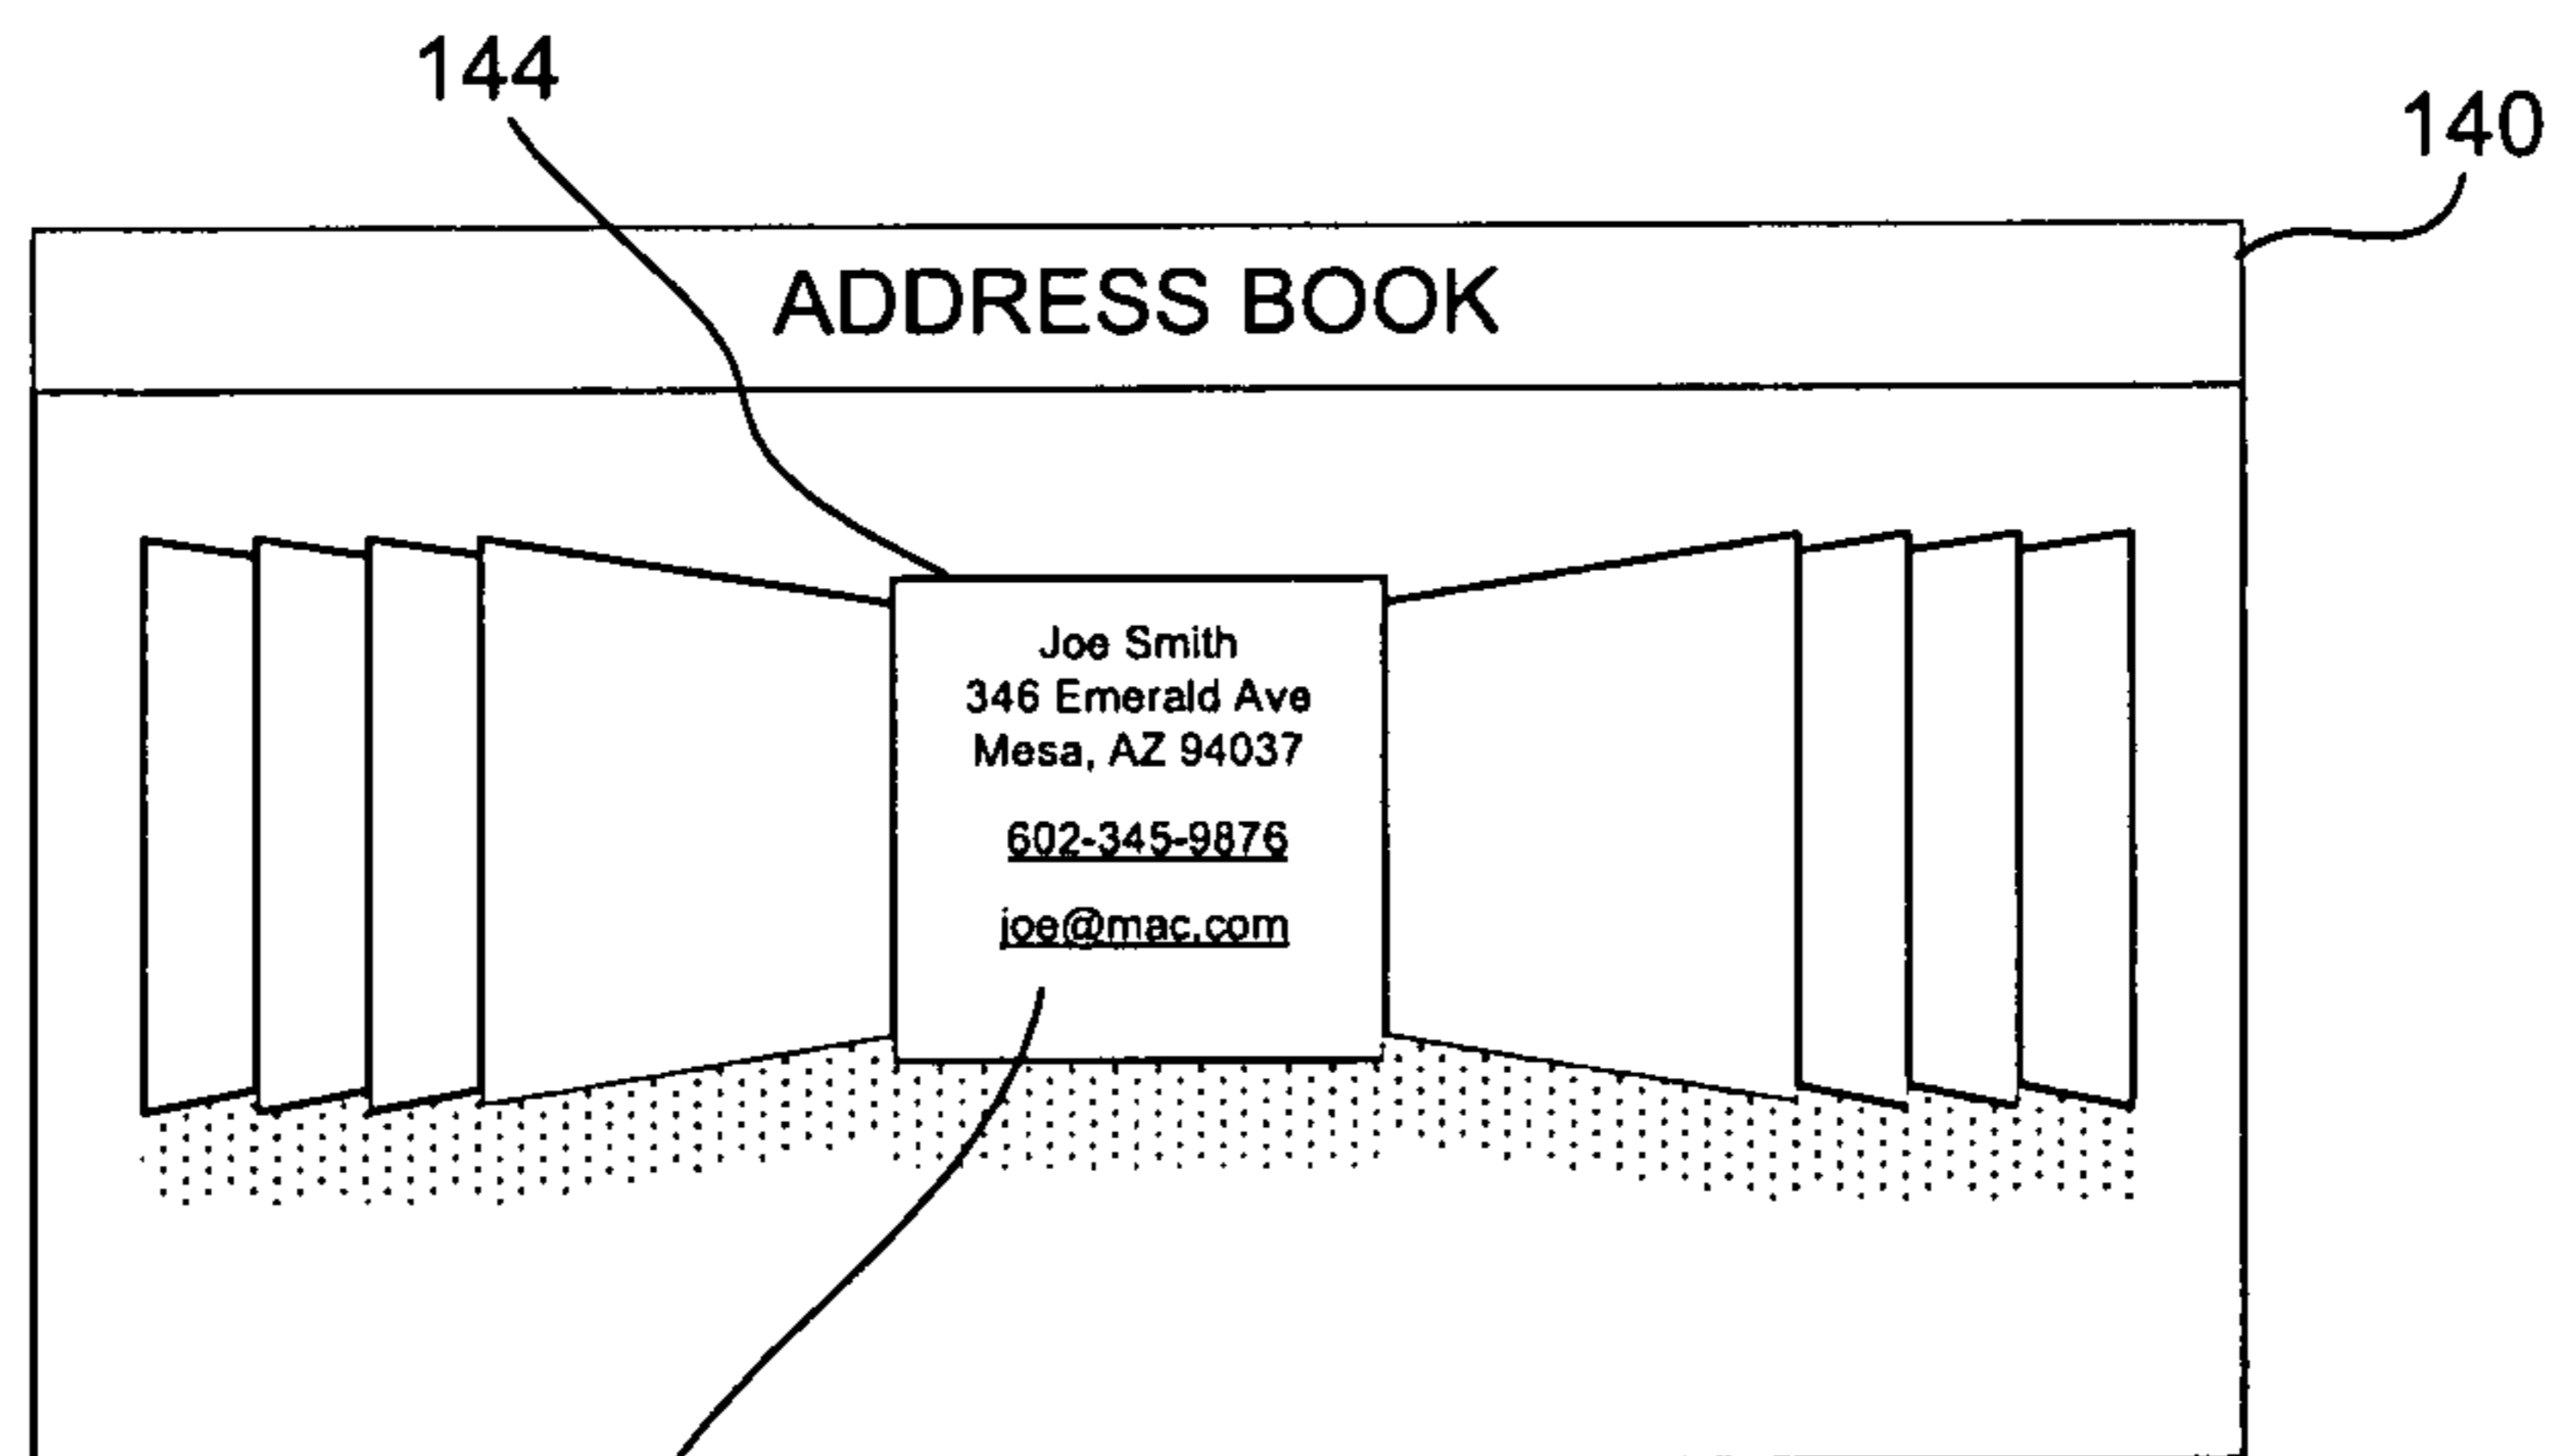 144
140
ADDRESS BOOK
Joe Smith
346 Emerald Ave
Mesa, AZ 94037
602-345-9876
joe@mac.com